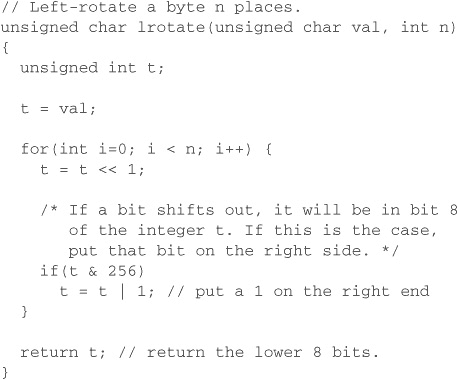 // Left-rotate a byte n places.
unsigned char lrotate(unsigned char val, int n)
{
  unsigned int t;

  t = val;

  for(int i=0; i < n; i++) {
    t = t << 1;

    /* If a bit shifts out, it will be in bit 8
       of the integer t. If this is the case,
       put that bit on the right side. */
    if(t & 256)
      t = t | 1; // put a 1 on the right end
  }

  return t; // return the lower 8 bits.
}